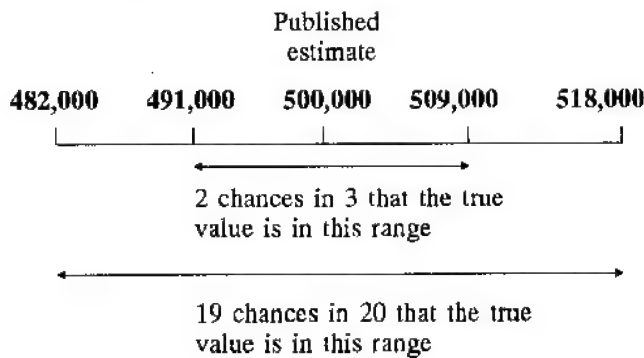 Published
estimate
482,000 491,000 500,000 509,000 518,000
2 chances in 3 that the true
value is in this range
19 chances in 20 that the true
value is in this range